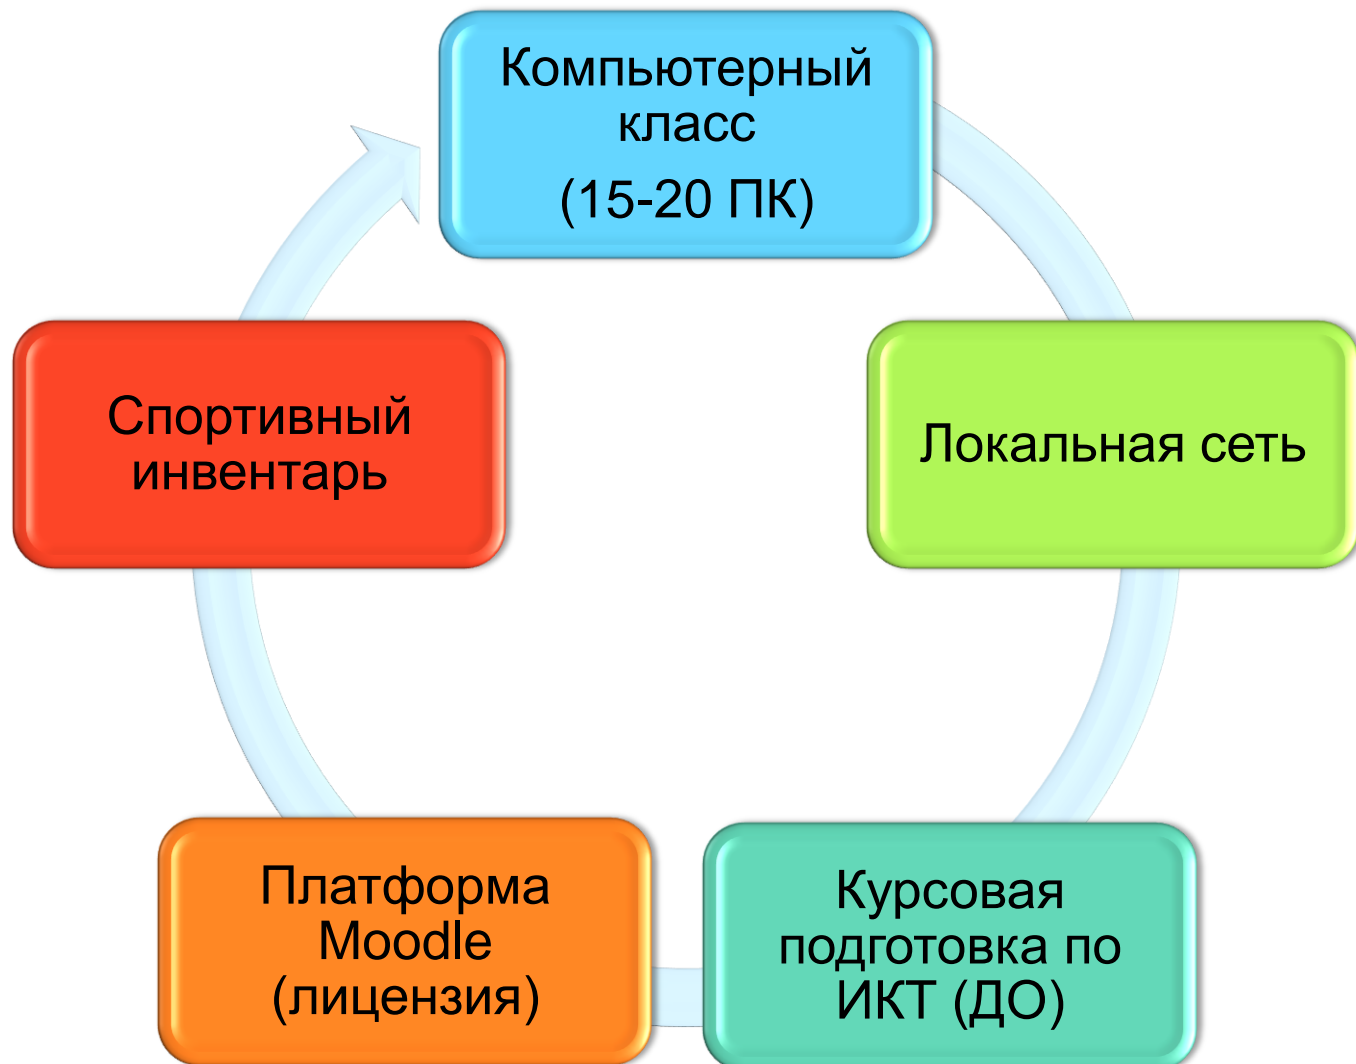 Компьютерный
класс
(15-20 ПК)
Локальная сеть
Курсовая
подготовка по
ИКТ (ДО)
Платформа
Moodle
(лицензия)
Спортивный
инвентарь